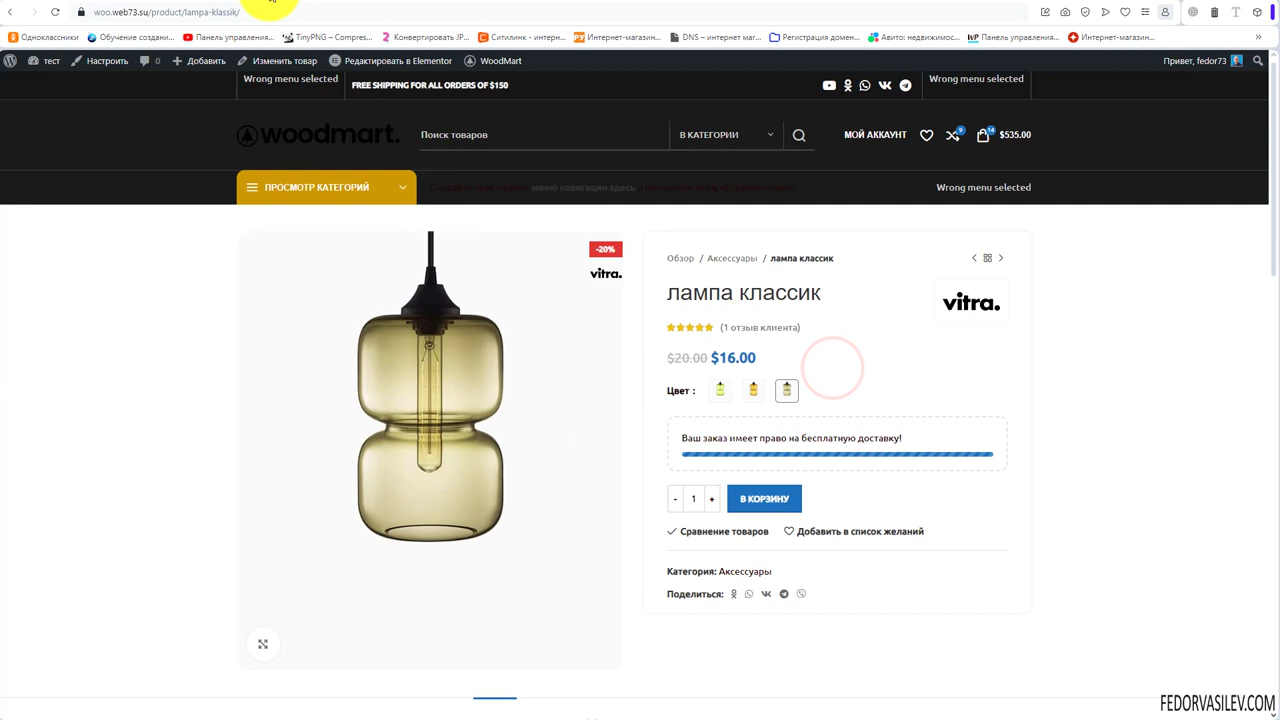 woo.web73.su/product/lampa-klassik/
Одноклассники
Обучение создани...
Панель управления...
TinyPNG – Compres...
Конвертировать JP...
Ситилинк - интерн...
Интернет-магазин...
DNS – интернет маг...
Регистрация домен...
Авито: недвижимос...
Панель управления...
Интернет-магазин...
тест
Настроить
0
Добавить
Изменить товар
Редактировать в Elementor
WoodMart
Привет, fedor73
Wrong menu selected
FREE SHIPPING FOR ALL ORDERS OF $150
Wrong menu selected
woodmart.
Поиск товаров
В КАТЕГОРИИ
МОЙ АККАУНТ
14
$535.00
ПРОСМОТР КАТЕГОРИЙ
Создайте свое первое меню навигации здесь
Wrong menu selected
-20%
vitra.
Обзор / Аксессуары / лампа классик
лампа классик
vitra.
(1 отзыв клиента)
$20.00 $16.00
Цвет :
Ваш заказ имеет право на бесплатную доставку!
- 1 +
В КОРЗИНУ
Сравнение товаров
Добавить в список желаний
Категория: Аксессуары
Поделиться:
FEDORVASILEV.COM